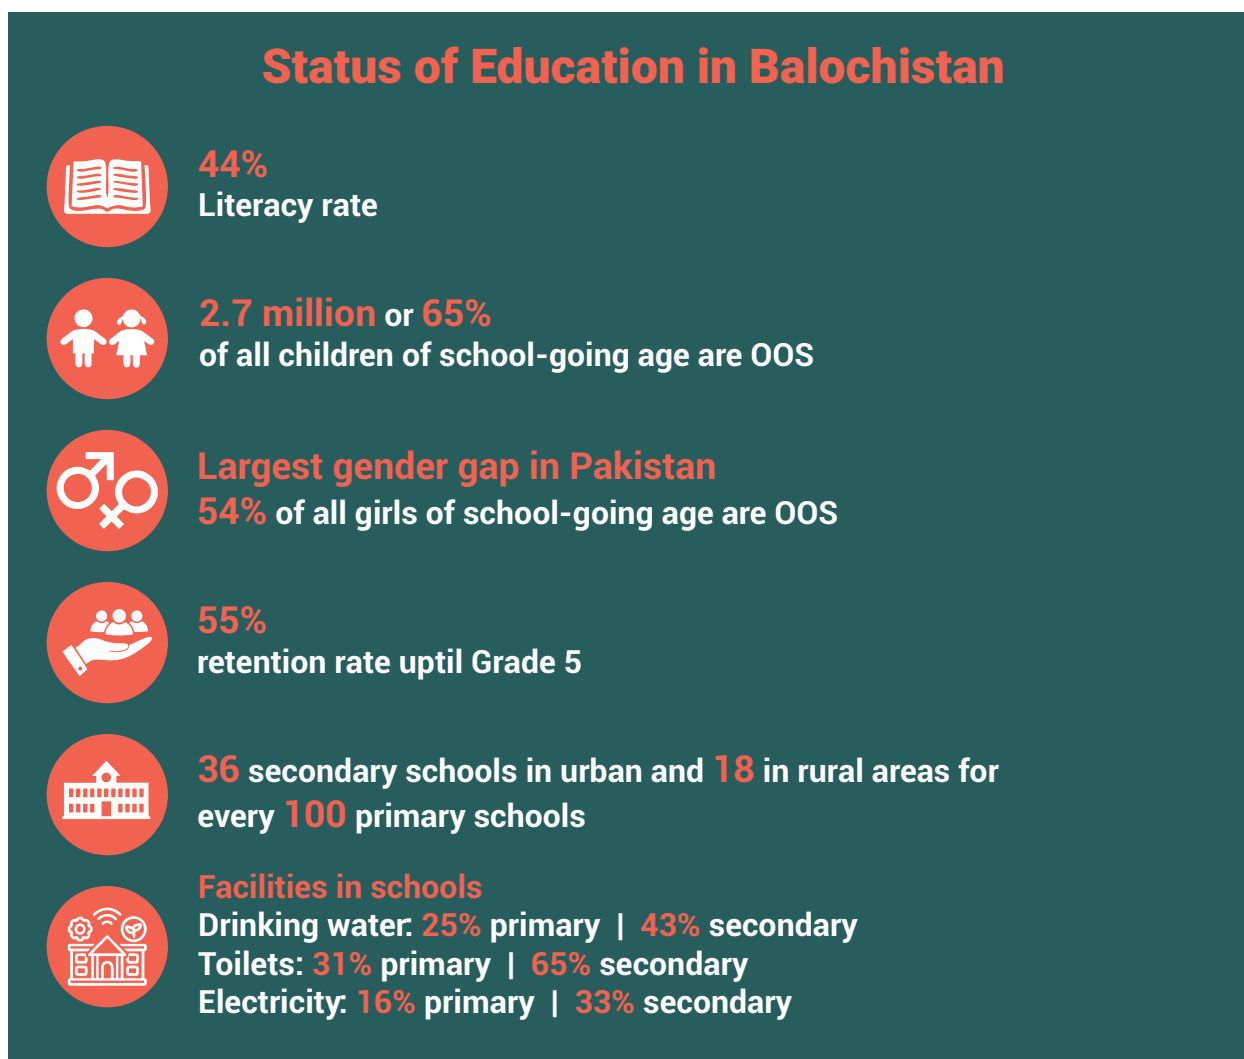 Status of Education in Balochistan
44%
Literacy rate
2.7 million or 65%
of all children of school-going age are OOS
Largest gender gap in Pakistan
54% of all girls of school-going age are OOS
55%
retention rate uptil Grade 5
36 secondary schools in urban and 18 in rural areas for
every 100 primary schools
Facilities in schools
Drinking water: 25% primary | 43% secondary
Toilets: 31% primary | 65% secondary
Electricity: 16% primary | 33% secondary